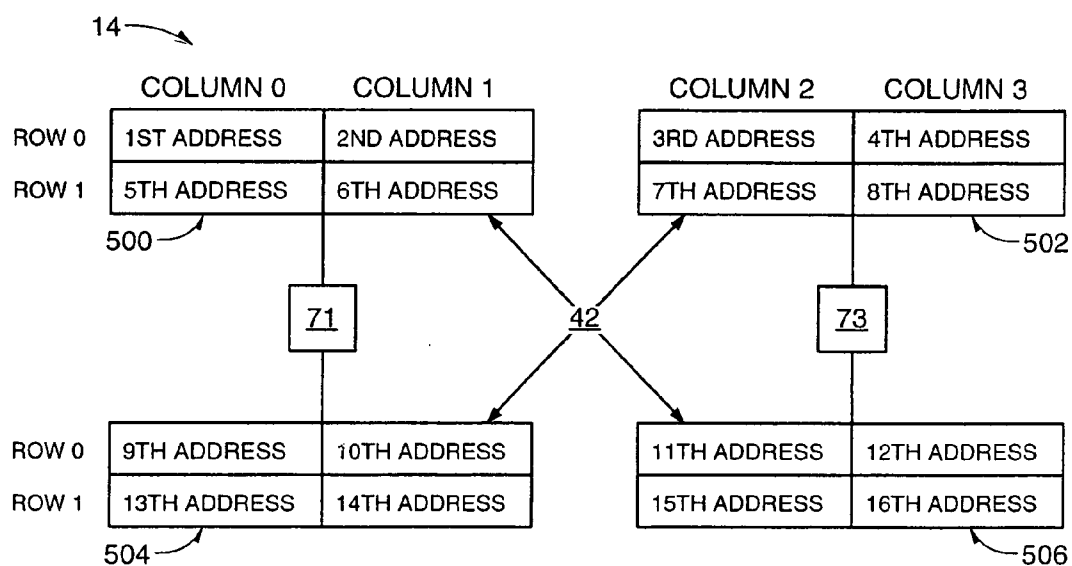 14
COLUMN 0 COLUMN 1 COLUMN 2 COLUMN 3
ROW 0 1ST ADDRESS 2ND ADDRESS 3RD ADDRESS 4TH ADDRESS
ROW 1 5TH ADDRESS 6TH ADDRESS 7TH ADDRESS 8TH ADDRESS
500 502
71 42 73
ROW 0 9TH ADDRESS 10TH ADDRESS 11TH ADDRESS 12TH ADDRESS
ROW 1 13TH ADDRESS 14TH ADDRESS 15TH ADDRESS 16TH ADDRESS
504 506